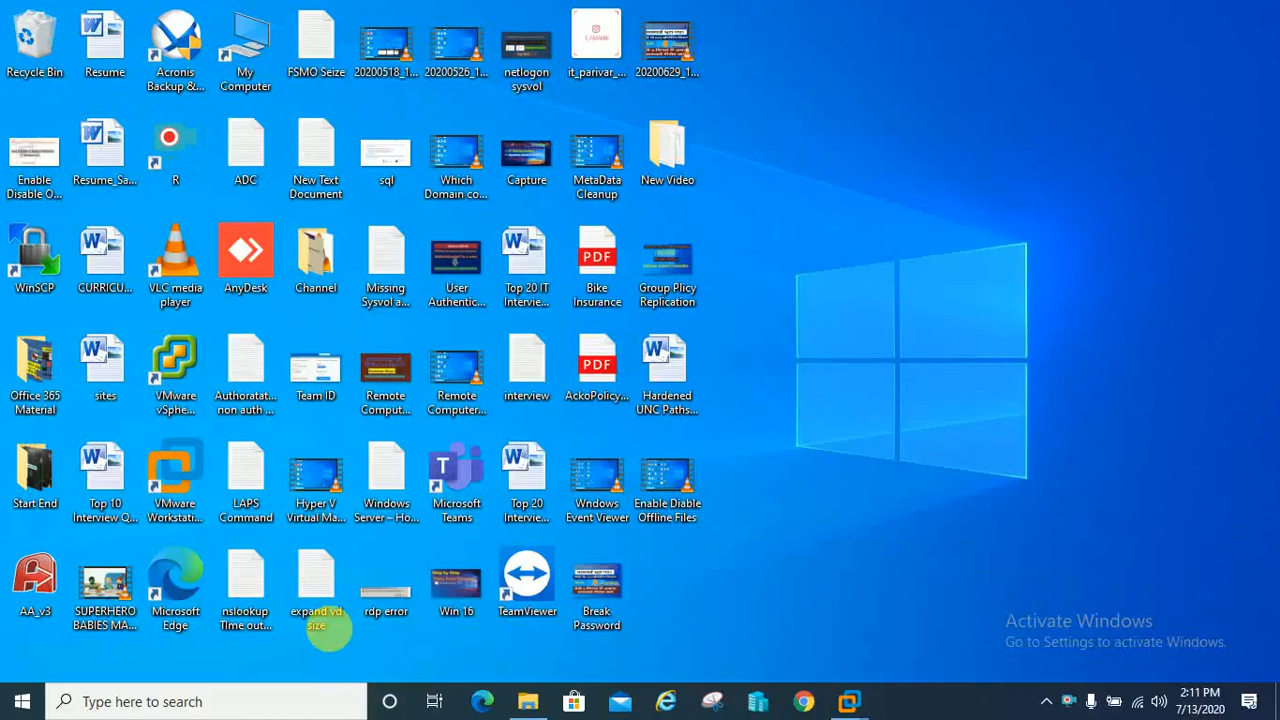 Recycle Bin
Resume
Acronis
Backup &...
My
Computer
FSMO Seize
20200518_1...
20200526_1...
netlogon
sysvol
it_parivar_...
20200629_1...
Enable
Disable O...
Resume_Sa...
R
ADC
New Text
Document
sql
Which
Domain co...
Capture
MetaData
Cleanup
New Video
WinSCP
CURRICU...
VLC media
player
AnyDesk
Channel
Missing
Sysvol a...
User
Authentic...
Top 20 IT
Intervie...
PDF
Bike
Insurance
Group Plicy
Replication
Office 365
Material
sites
VMware
vSphe...
Authoratat...
non auth ...
Team ID
Remote
Comput...
Remote
Computer...
interview
PDF
AckoPolicy...
Hardened
UNC Paths...
Start End
Top 10
Interview Q...
VMware
Workstati...
LAPS
Command
Hyper V
Virtual Ma...
Windows
Server – Ho...
Microsoft
Teams
Top 20
Intervie...
WIndows
Event Viewer
Enable Diable
Offline Files
AA_v3
SUPERHERO
BABIES MA...
Microsoft
Edge
nslookup
TIme out...
expand vd
size
rdp error
Win 16
TeamViewer
Break
Password
Activate Windows
Go to Settings to activate Windows.
Type here to search
2:11 PM
7/13/2020